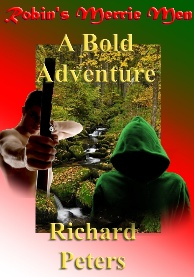 Robin's Merrie Men
A Bold
Adventure
Richard
Peters